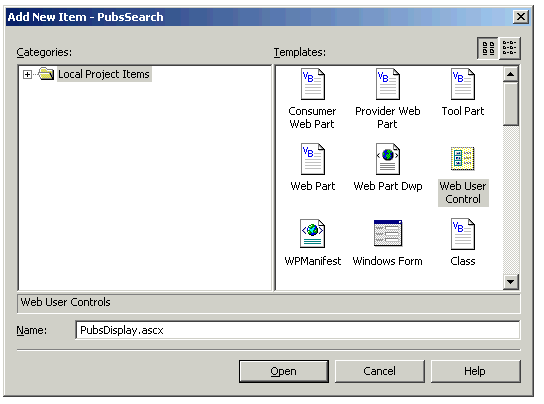 Add New Item - PubsSearch
Categories:
Templates:
Local Project Items
Consumer
Web Part
Provider Web
Part
Tool Part
Web Part
Web Part Dwp
Web User
Control
WPManifest
Windows Form
Class
Web User Controls
Name:
PubsDisplay.ascx
Open
Cancel
Help